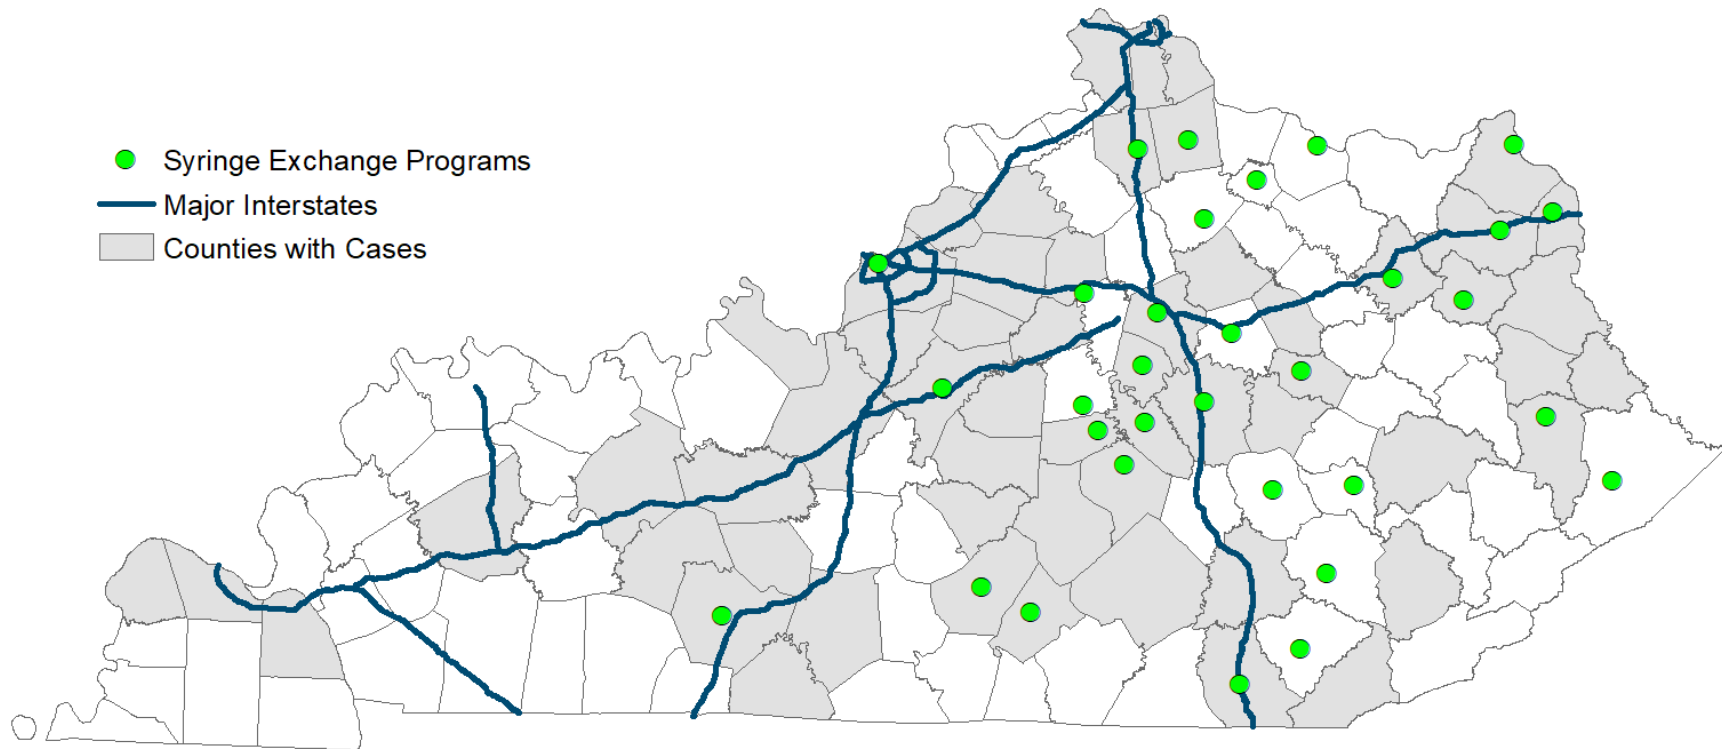 Syringe Exchange Programs
Major Interstates
Counties with Cases